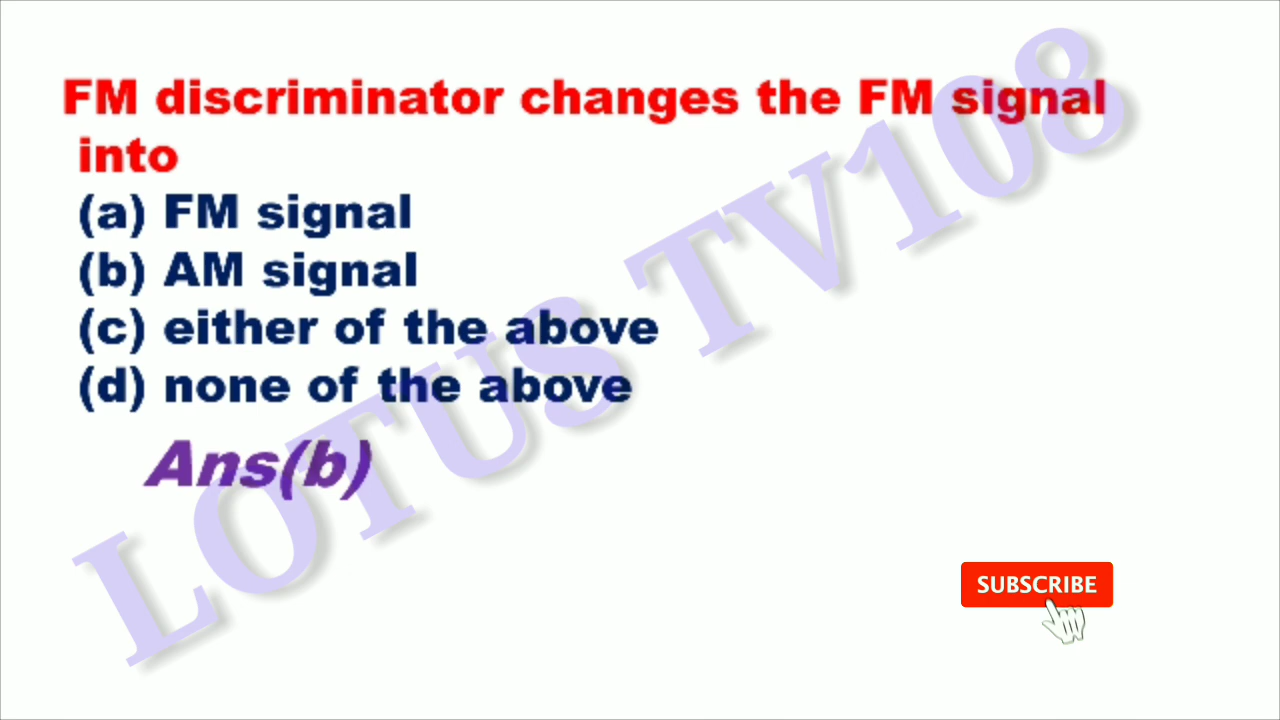 FM discriminator changes the FM signal
into
(a) FM signal
(b) AM signal
(c) either of the above
(d) none of the above
Ans(b)
LOTUS TV108
SUBSCRIBE